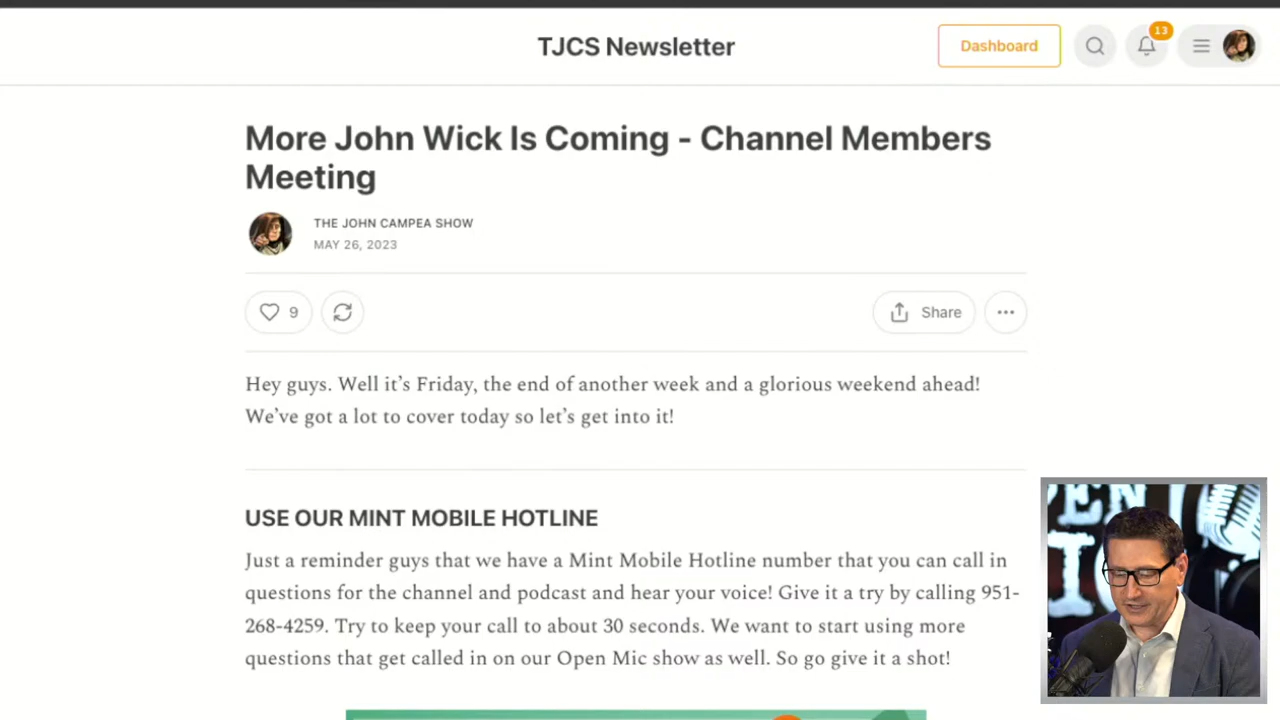 TJCS Newsletter
Dashboard
13
More John Wick Is Coming - Channel Members
Meeting
THE JOHN CAMPEA SHOW
MAY 26, 2023
9
Share
Hey guys. Well it’s Friday, the end of another week and a glorious weekend ahead!
We’ve got a lot to cover today so let’s get into it!
USE OUR MINT MOBILE HOTLINE
Just a reminder guys that we have a Mint Mobile Hotline number that you can call in
questions for the channel and podcast and hear your voice! Give it a try by calling 951-
268-4259. Try to keep your call to about 30 seconds. We want to start using more
questions that get called in on our Open Mic show as well. So go give it a shot!